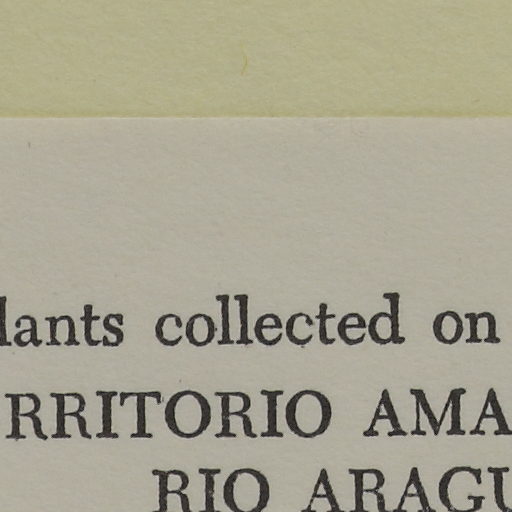 lants collected on
RRITORIO AMA
RIO ARAGU